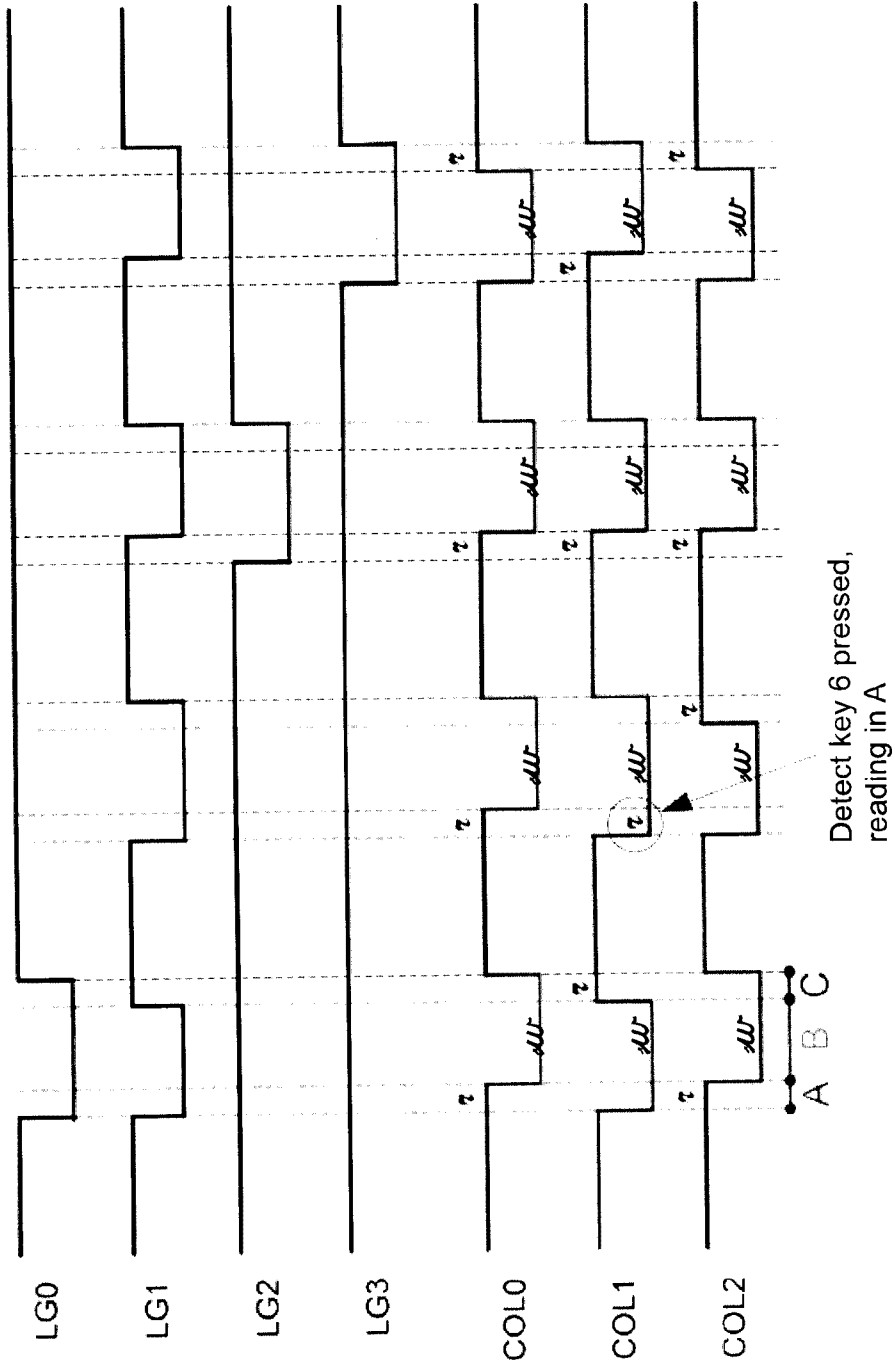 LG0
LG1
LG2
LG3
COL0
COL1
COL2
r w r w r w r w
r w r w r w w r
r w w r r w w r
A B C
Detect key 6 pressed,
reading in A